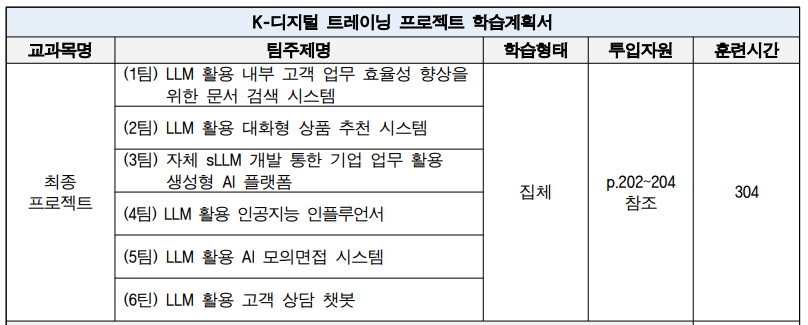 K-디지털 트레이닝 프로젝트 학습계획서
교과목명 팀주제명 학습형태 투입자원 훈련시간
최종
프로젝트
(1팀) LLM 활용 내부 고객 업무 효율성 향상을
위한 문서 검색 시스템
(2팀) LLM 활용 대화형 상품 추천 시스템
(3팀) 자체 sLLM 개발 통한 기업 업무 활용
생성형 AI 플랫폼
(4팀) LLM 활용 인공지능 인플루언서
(5팀) LLM 활용 AI 모의면접 시스템
(6틴) LLM 활용 고객 상담 챗봇
집체
p.202~204
참조
304